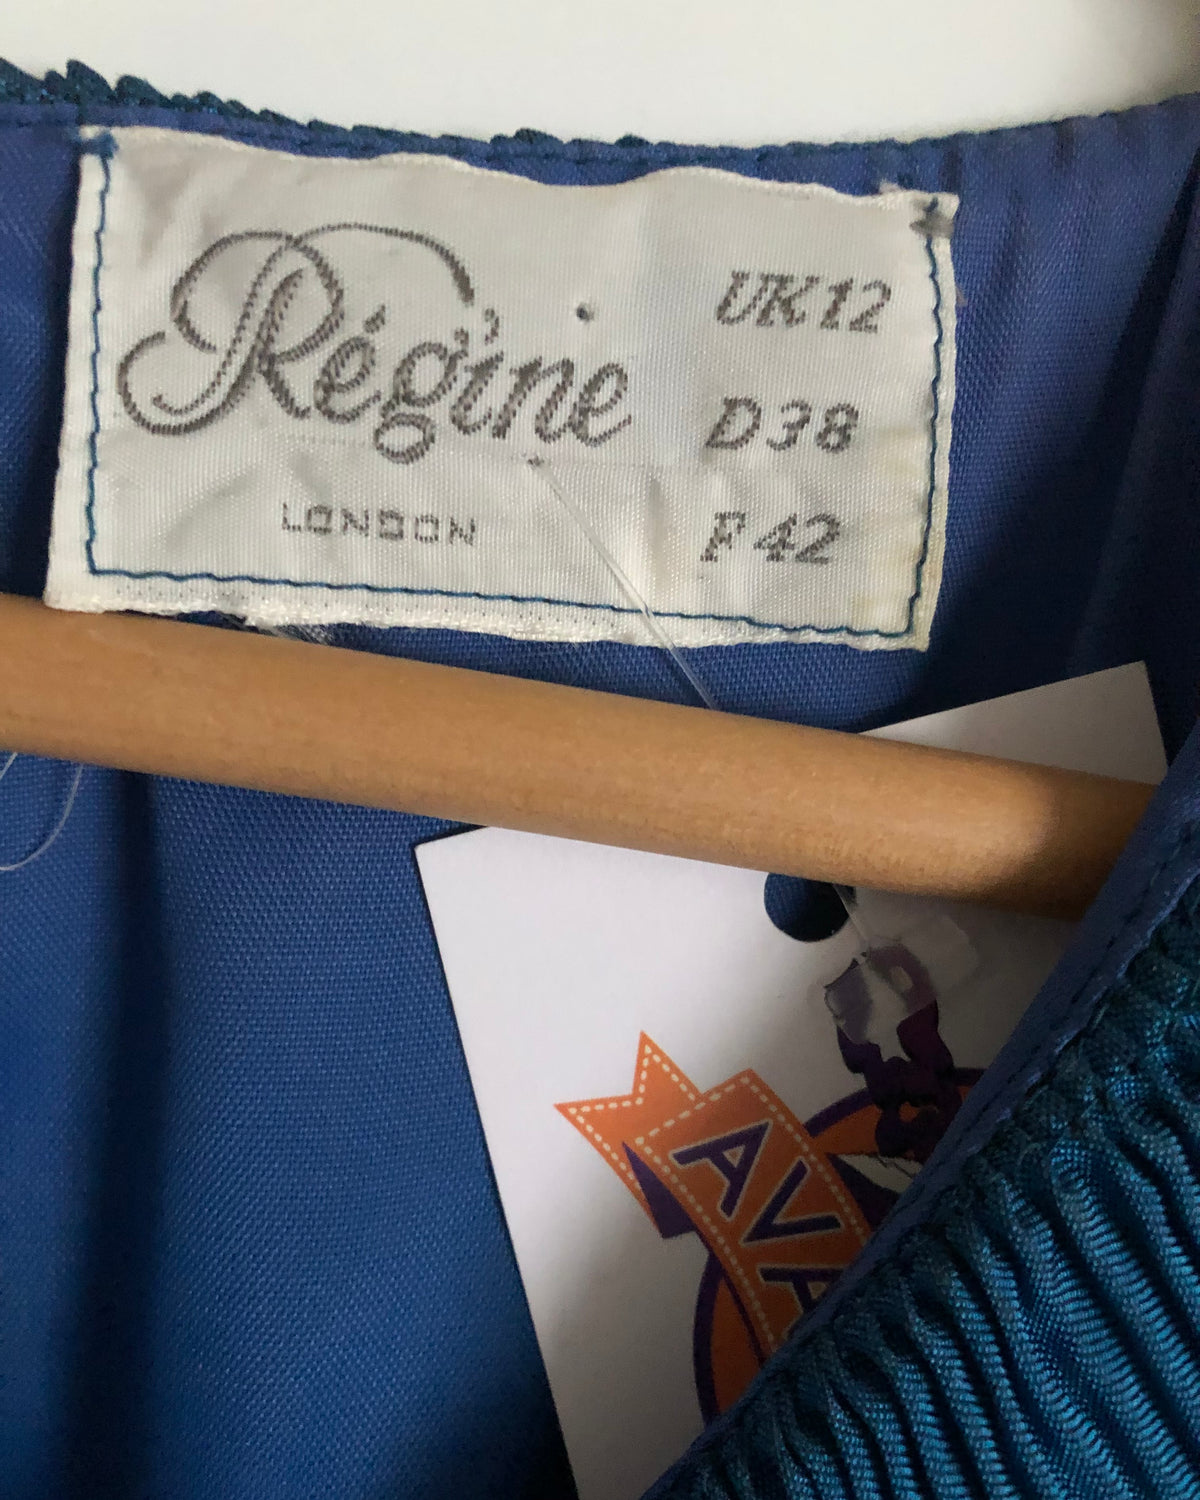 Régine
LONDON
UK12
D38
F42
AVA